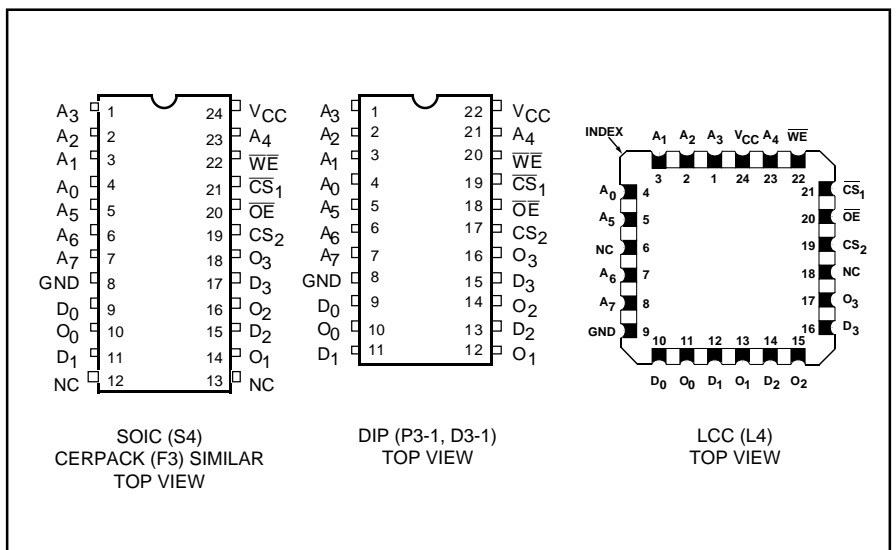 A3 1 24 VCC
A2 2 23 A4
A1 3 22 WE
A0 4 21 CS1
A5 5 20 OE
A6 6 19 CS2
A7 7 18 O3
GND 8 17 D3
D0 9 16 O2
O0 10 15 D2
D1 11 14 O1
NC 12 13 NC
SOIC (S4)
CERPACK (F3) SIMILAR
TOP VIEW
A3 1 22 VCC
A2 2 21 A4
A1 3 20 WE
A0 4 19 CS1
A5 5 18 OE
A6 6 17 CS2
A7 7 16 O3
GND 8 15 D3
D0 9 14 O2
O0 10 13 D2
D1 11 12 O1
DIP (P3-1, D3-1)
TOP VIEW
INDEX
A1 A2 A3 VCC A4 WE
3 2 1 24 23 22
A0 4 21 CS1
A5 5 20 OE
NC 6 19 CS2
A6 7 18 NC
A7 8 17 O3
GND 9 16 D3
10 11 12 13 14 15
D0 O0 D1 O1 D2 O2
LCC (L4)
TOP VIEW